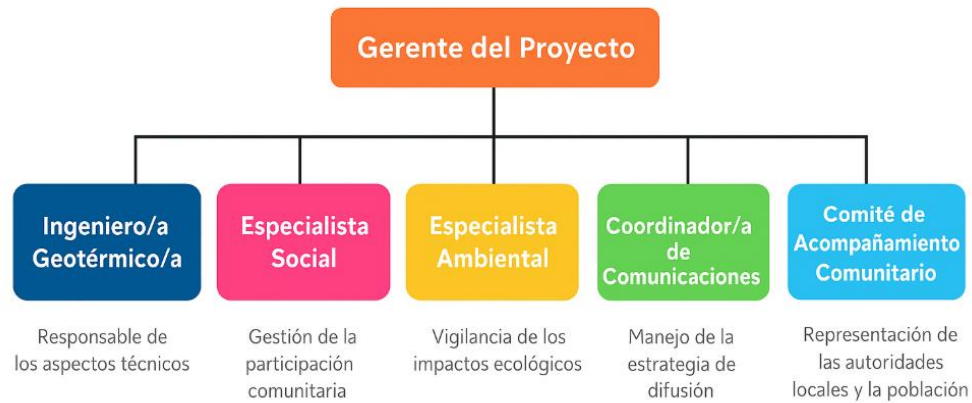 Gerente del Proyecto
Ingeniero/a
Geotérmico/a
Especialista
Social
Especialista
Ambiental
Coordinador/a
de
Comunicaciones
Comité de
Acompañamiento
Comunitario
Responsable de
los aspectos técnicos
Gestión de la
participación
comunitaria
Vigilancia de los
impactos ecológicos
Manejo de la
estrategia de
difusión
Representación de
las autoridades
locales y la población